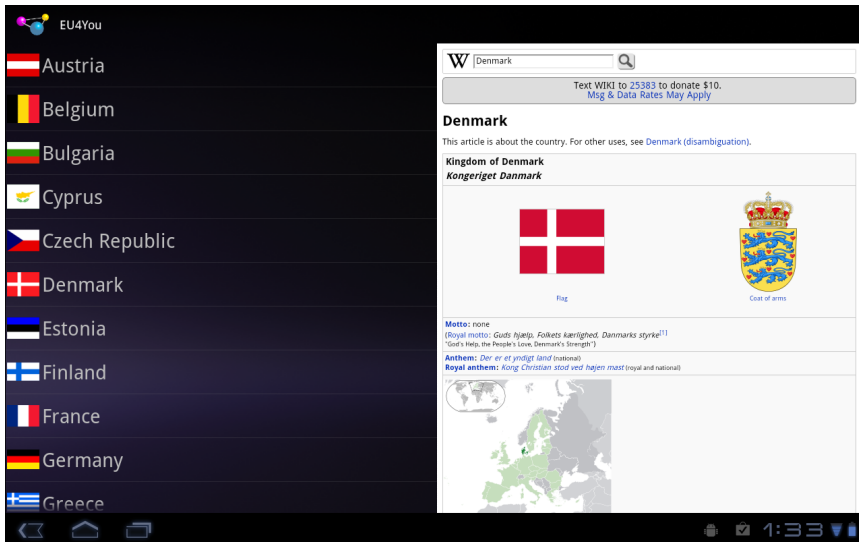 EU4You
Austria
Belgium
Bulgaria
Cyprus
Czech Republic
Denmark
Estonia
Finland
France
Germany
Greece
W Denmark
Text WIKI to 25383 to donate $10.
Msg & Data Rates May Apply
Denmark
This article is about the country. For other uses, see Denmark (disambiguation).
Kingdom of Denmark
Kongeriget Danmark
Flag
Coat of arms
Motto: none
(Royal motto: Guds hjælp, Folkets kærlighed, Danmarks styrke[1]
"God's Help, the People's Love, Denmark's Strength")
Anthem: Der er et yndigt land (national)
Royal anthem: Kong Christian stod ved højen mast (royal and national)
1:33